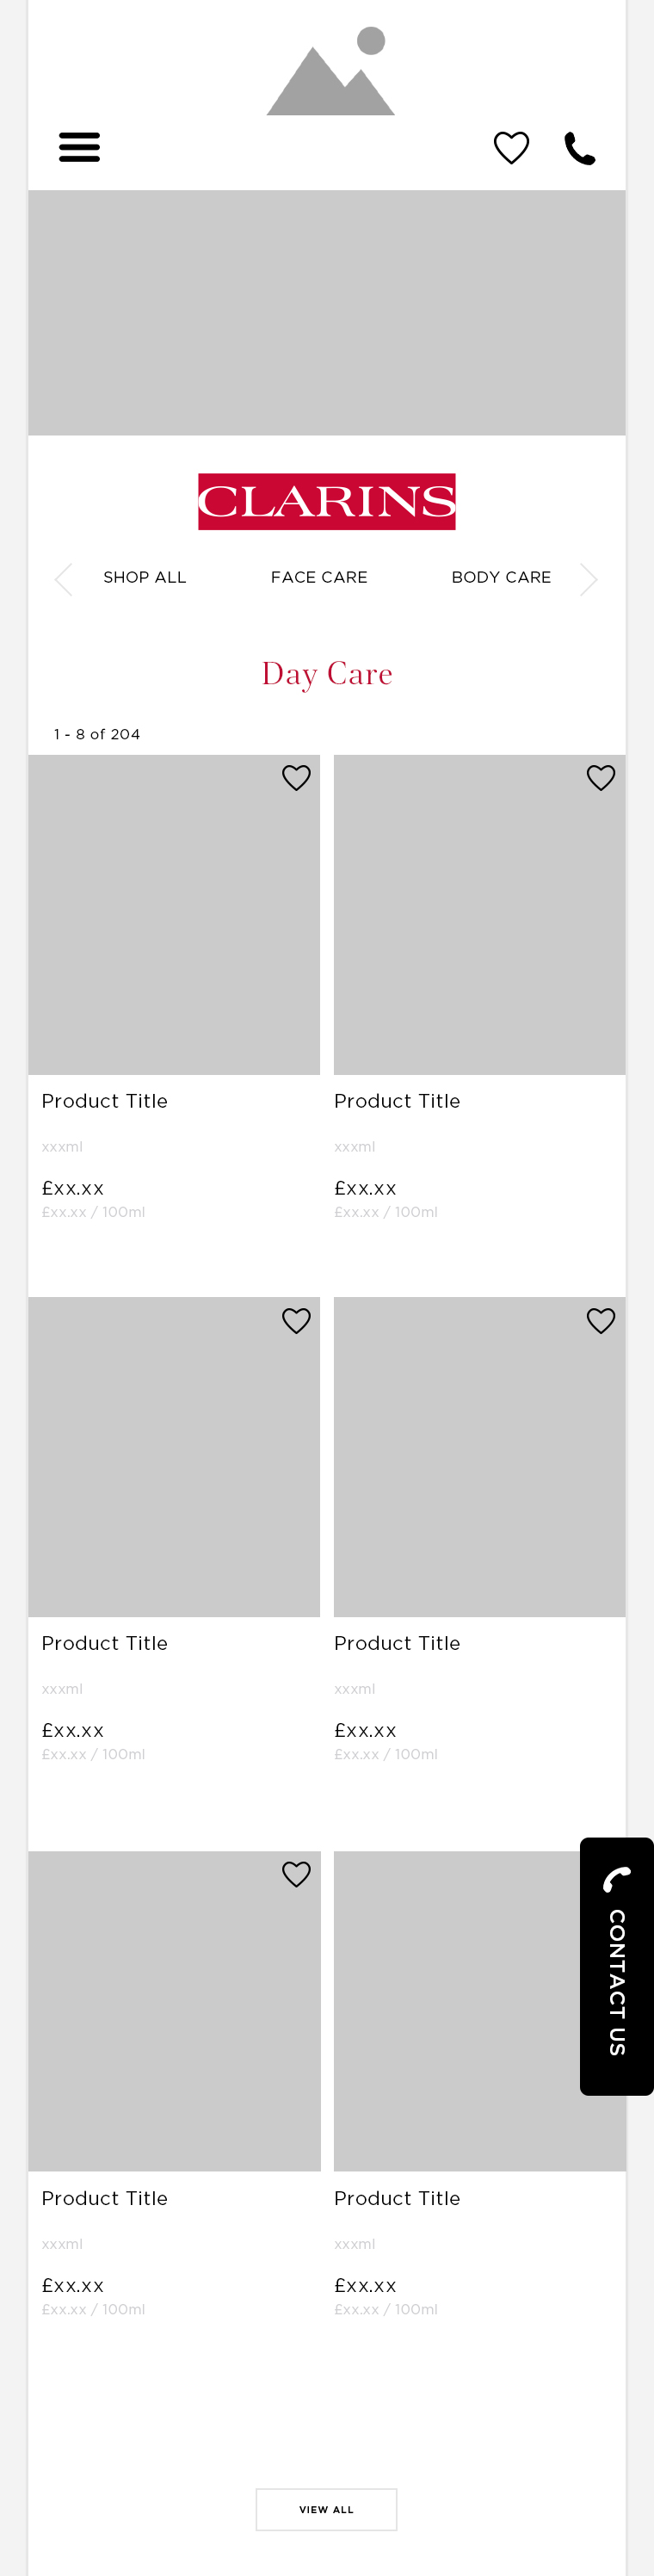 CLARINS
SHOP ALL FACE CARE BODY CARE
Day Care
1 - 8 of 204
Product Title Product Title
xxxml xxxml
£xx.xx £xx.xx
£xx.xx / 100ml £xx.xx / 100ml
Product Title Product Title
xxxml xxxml
£xx.xx £xx.xx
£xx.xx / 100ml £xx.xx / 100ml
CONTACT US
Product Title Product Title
xxxml xxxml
£xx.xx £xx.xx
£xx.xx / 100ml £xx.xx / 100ml
VIEW ALL